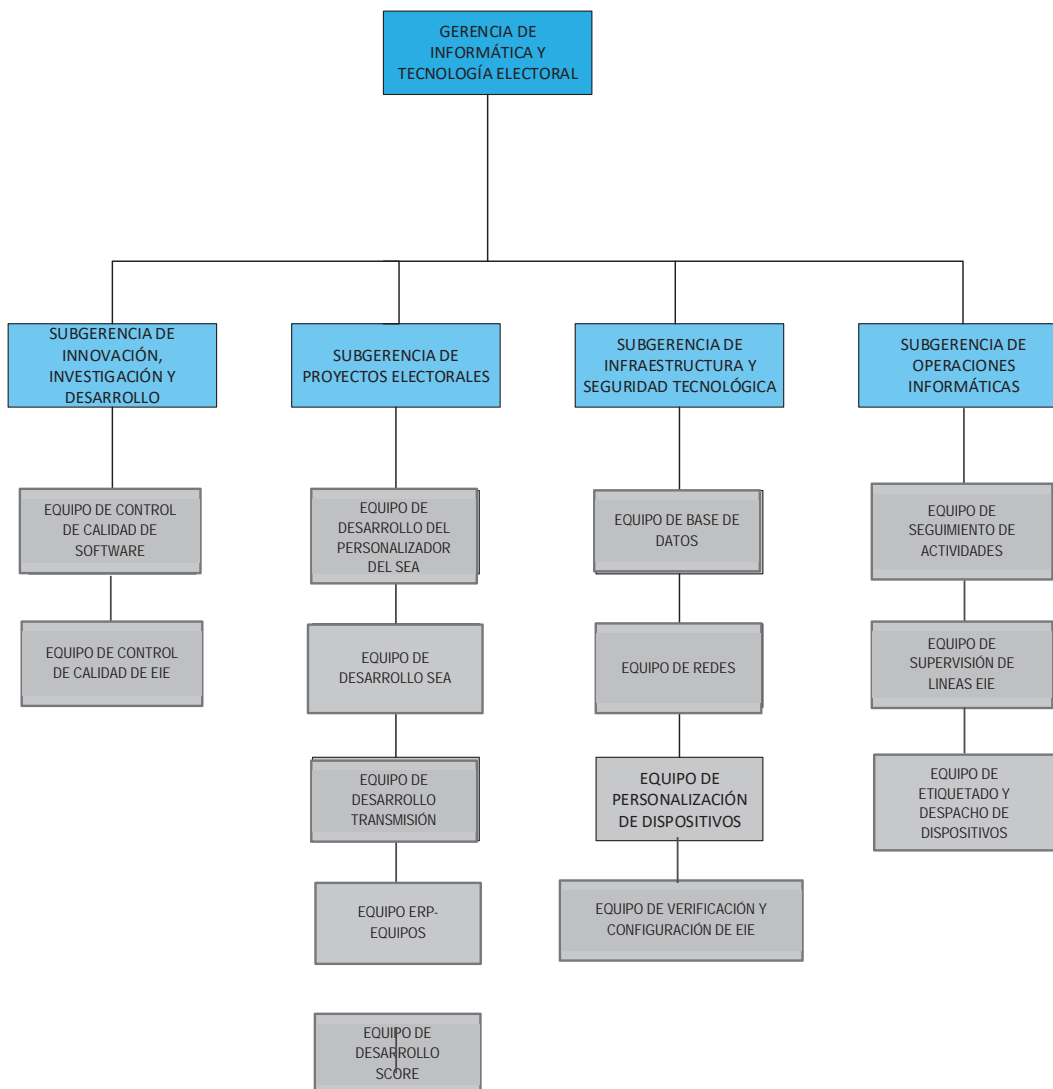 GERENCIA DE
INFORMÁTICA Y
TECNOLOGÍA ELECTORAL
SUBGERENCIA DE
INNOVACIÓN,
INVESTIGACIÓN Y
DESARROLLO
SUBGERENCIA DE
PROYECTOS ELECTORALES
SUBGERENCIA DE
INFRAESTRUCTURA Y
SEGURIDAD TECNOLÓGICA
SUBGERENCIA DE
OPERACIONES
INFORMÁTICAS
EQUIPO DE CONTROL
DE CALIDAD DE
SOFTWARE
EQUIPO DE
DESARROLLO DEL
PERSONALIZADOR
DEL SEA
EQUIPO DE BASE DE
DATOS
EQUIPO DE
SEGUIMIENTO DE
ACTIVIDADES
EQUIPO DE CONTROL
DE CALIDAD DE EIE
EQUIPO DE
DESARROLLO SEA
EQUIPO DE REDES
EQUIPO DE
SUPERVISIÓN DE
LINEAS EIE
EQUIPO DE
DESARROLLO
TRANSMISIÓN
EQUIPO DE
PERSONALIZACIÓN
DE DISPOSITIVOS
EQUIPO DE
ETIQUETADO Y
DESPACHO DE
DISPOSITIVOS
EQUIPO ERP-
EQUIPOS
EQUIPO DE VERIFICACIÓN Y
CONFIGURACIÓN DE EIE
EQUIPO DE
DESARROLLO
SCORE